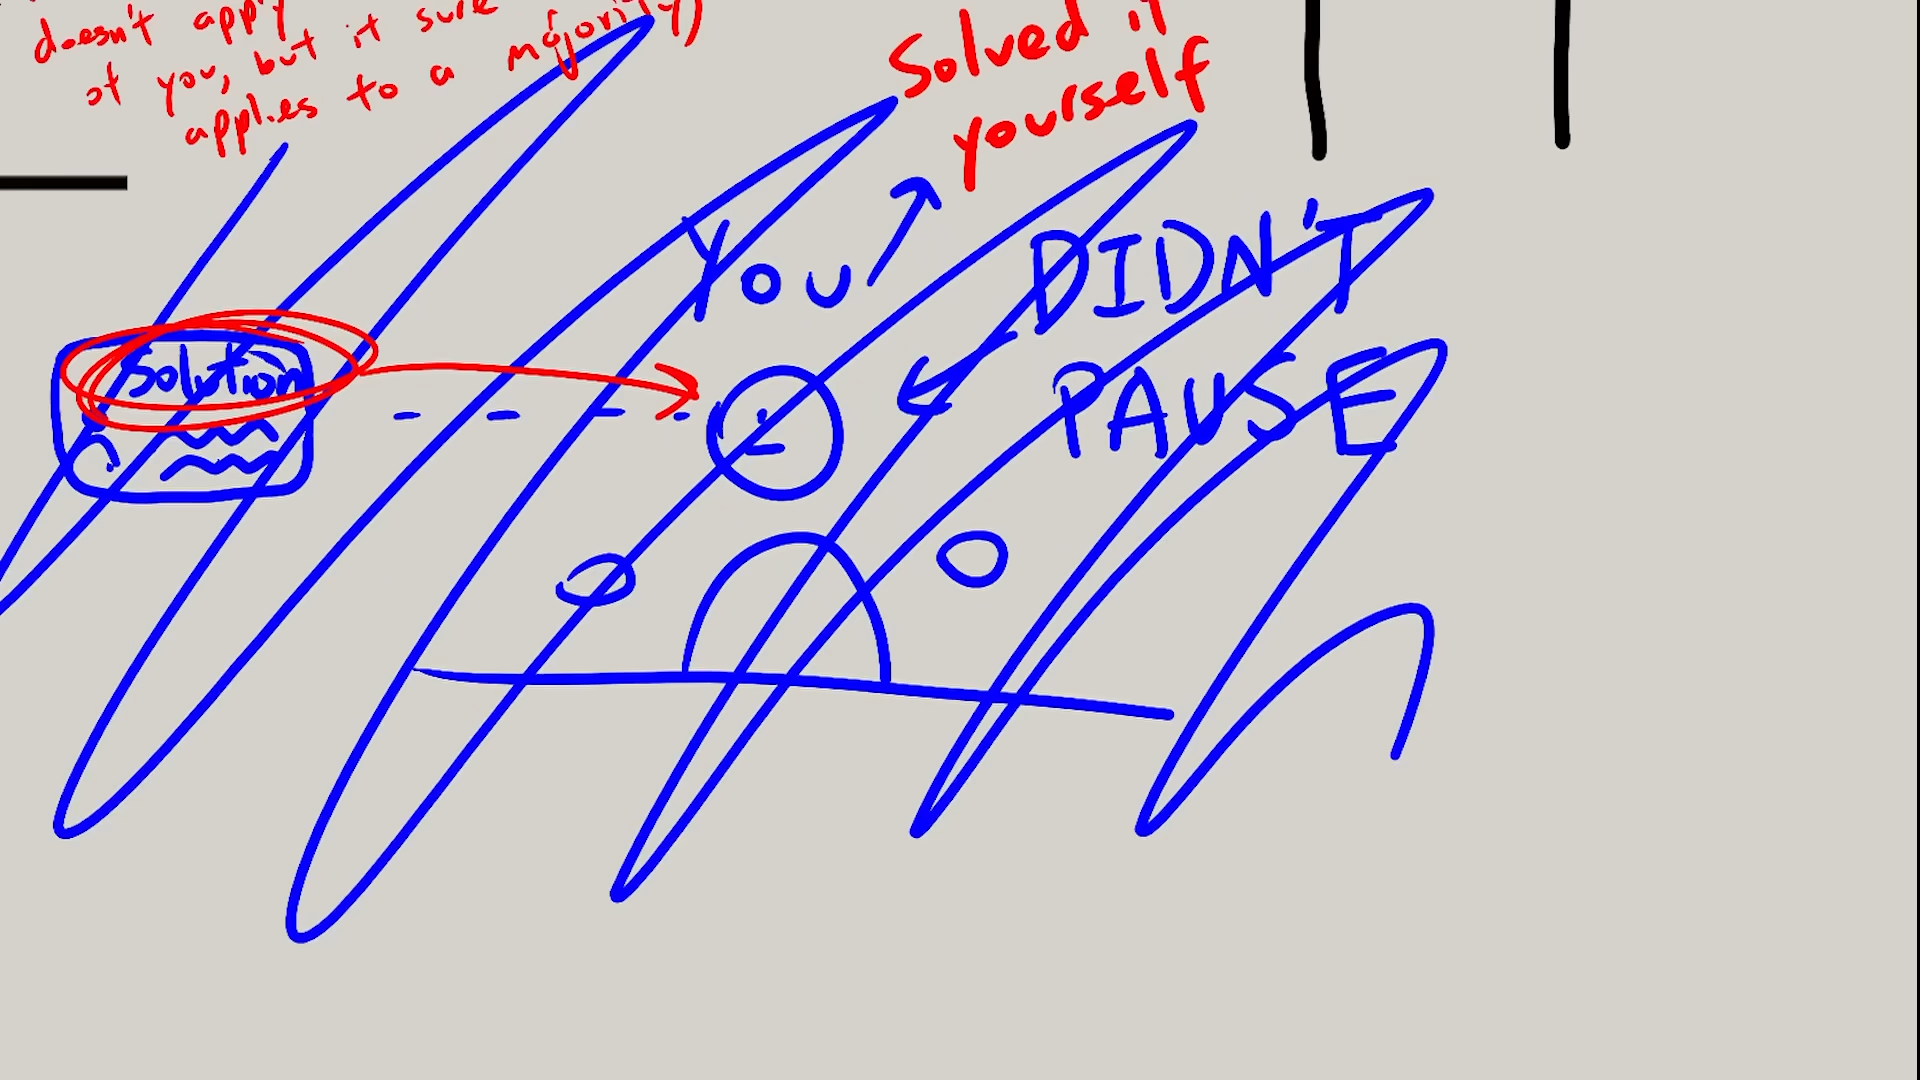 doesn't apply
of you, but it sure
applies to a majority)
Solved it
yourself
You
DIDN'T
PAUSE
Solution